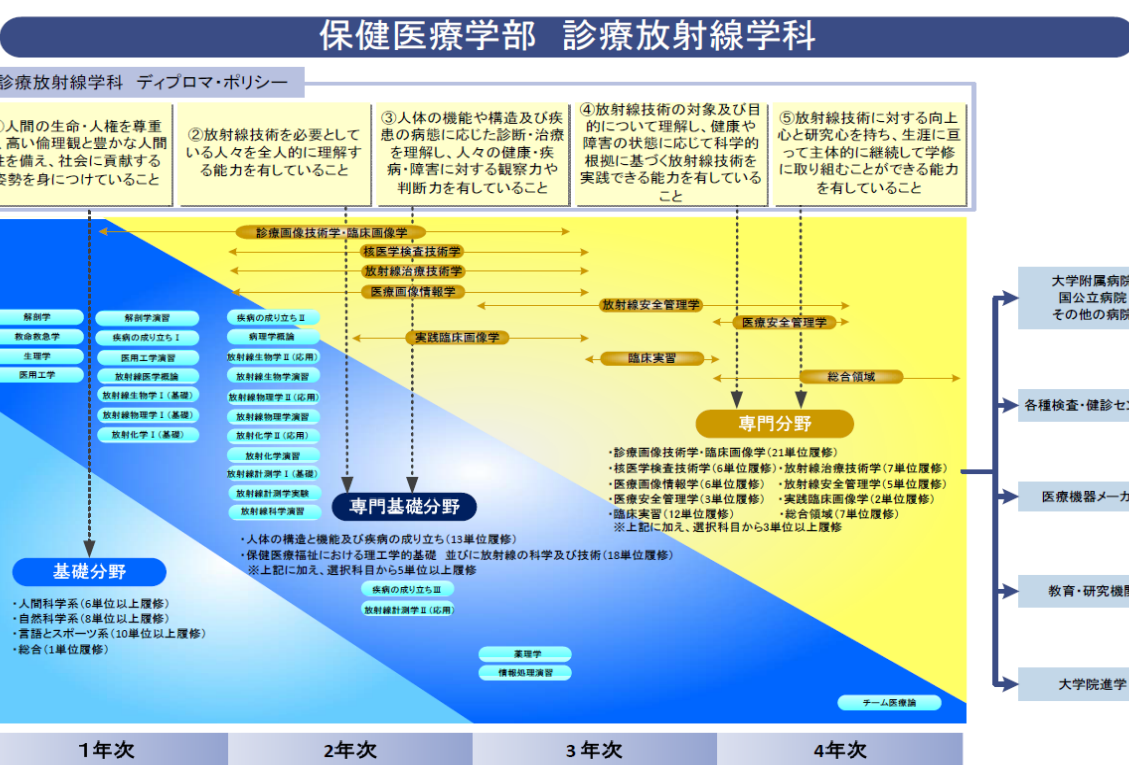 保健医療学部 診療放射線学科
診療放射線学科 ディプロマ・ポリシー
①人間の生命・人権を尊重
高い倫理観と豊かな人間
性を備え、社会に貢献する
姿勢を身につけていること
②放射線技術を必要として
いる人々を全人的に理解す
る能力を有していること
③人体の機能や構造及び疾
患の病態に応じた診断・治療
を理解し、人々の健康・疾
病・障害に対する観察力や
判断力を有していること
④放射線技術の対象及び目
的について理解し、健康や
障害の状態に応じて科学的
根拠に基づく放射線技術を
実践できる能力を有している
こと
⑤放射線技術に対する向上
心と研究心を持ち、生涯に亘
って主体的に継続して学修
に取り組むことができる能力
を有していること
診療画像技術学・臨床画像学
核医学検査技術学
放射線治療技術学
医療画像情報学
放射線安全管理学
医療安全管理学
実践臨床画像学
臨床実習
総合領域
解剖学
救命救急学
生理学
医用工学
解剖学演習
疾病の成り立ちⅠ
医用工学演習
放射線医学概論
放射線生物学Ⅰ(基礎)
放射線物理学Ⅰ(基礎)
放射化学Ⅰ(基礎)
疾病の成り立ちⅡ
病理学概論
放射線生物学Ⅱ(応用)
放射線生物学演習
放射線物理学Ⅱ(応用)
放射線物理学演習
放射化学Ⅱ(応用)
放射化学演習
放射線計測学Ⅰ(基礎)
放射線計測学実験
放射線科学演習
専門分野
・診療画像技術学・臨床画像学(21単位履修)
・核医学検査技術学(6単位履修)・放射線治療技術学(7単位履修)
・医療画像情報学(6単位履修) ・放射線安全管理学(5単位履修)
・医療安全管理学(3単位履修) ・実践臨床画像学(2単位履修)
・臨床実習(12単位履修) ・総合領域(7単位履修)
※上記に加え、選択科目から3単位以上履修
専門基礎分野
・人体の構造と機能及び疾病の成り立ち(13単位履修)
・保健医療福祉における理工学的基礎 並びに放射線の科学及び技術(18単位履修)
※上記に加え、選択科目から5単位以上履修
疾病の成り立ちⅢ
放射線計測学Ⅱ(応用)
基礎分野
・人間科学系(6単位以上履修)
・自然科学系(8単位以上履修)
・言語とスポーツ系(10単位以上履修)
・総合(1単位履修)
薬理学
情報処理演習
チーム医療論
大学附属病院
国公立病院
その他の病院
各種検査・健診セン
医療機器メーカ
教育・研究機関
大学院進学
1年次 2年次 3年次 4年次